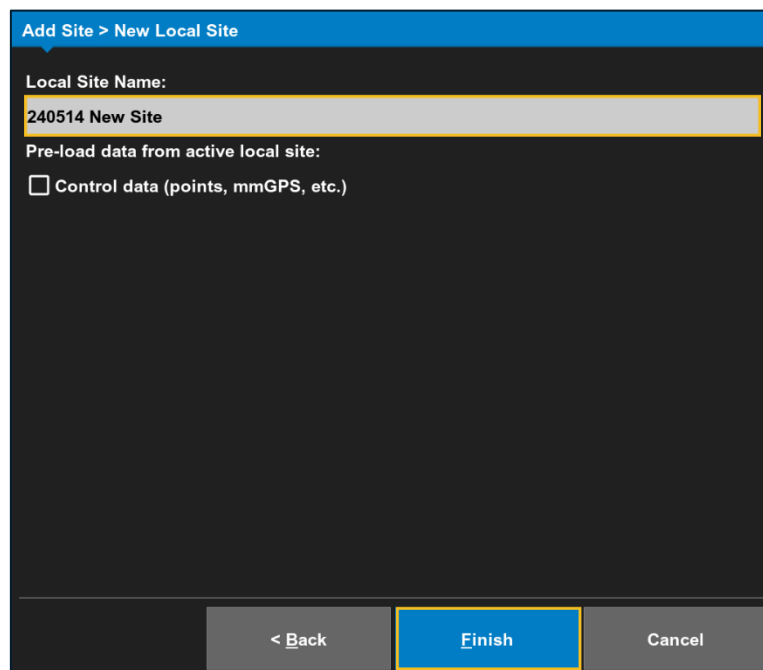 Add Site > New Local Site
Local Site Name:
240514 New Site
Pre-load data from active local site:
Control data (points, mmGPS, etc.)
< Back
Finish
Cancel